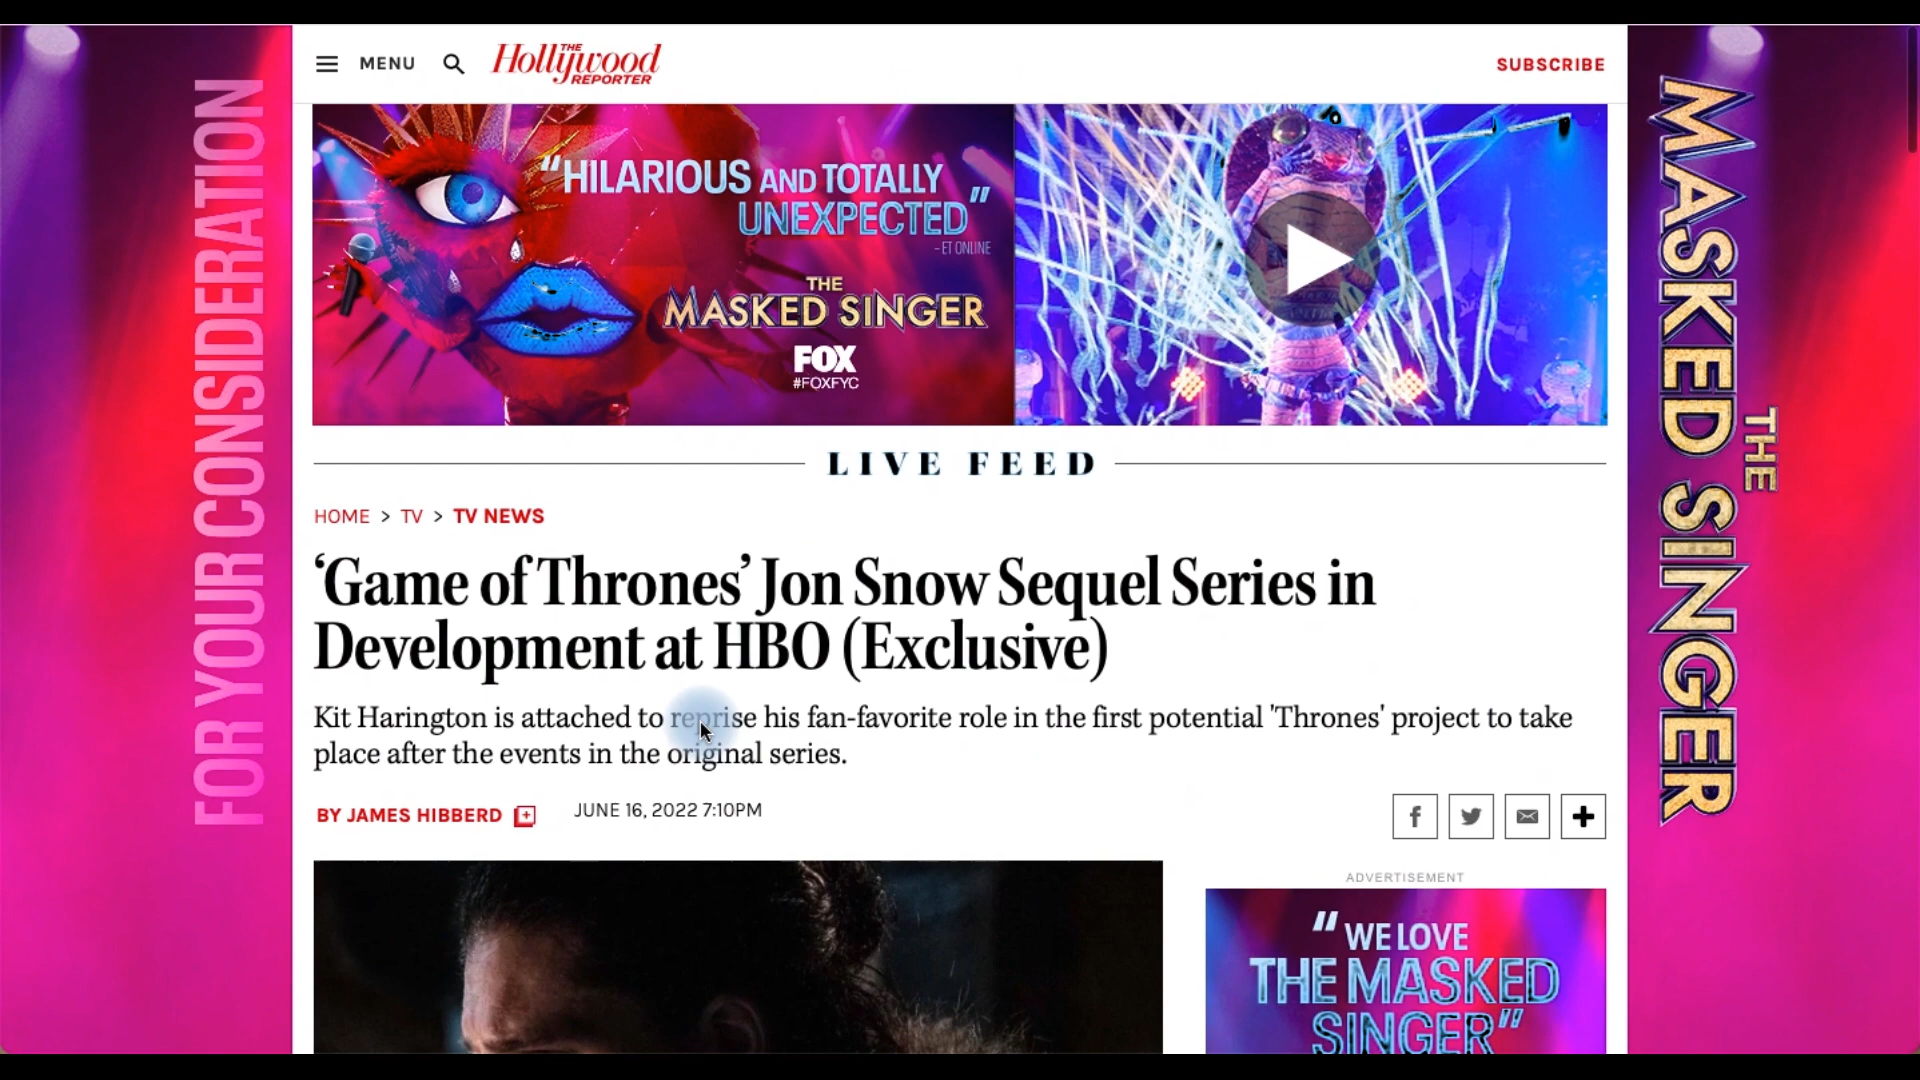 MENU
THE
Hollywood
REPORTER
SUBSCRIBE
FOR YOUR CONSIDERATION
"HILARIOUS AND TOTALLY
UNEXPECTED"
- ET ONLINE
THE
MASKED SINGER
FOX
#FOXFYC
THE
MASKED SINGER
LIVE FEED
HOME > TV > TV NEWS
‘Game of Thrones’ Jon Snow Sequel Series in
Development at HBO (Exclusive)
Kit Harington is attached to reprise his fan-favorite role in the first potential 'Thrones' project to take
place after the events in the original series.
BY JAMES HIBBERD
JUNE 16, 2022 7:10PM
ADVERTISEMENT
"WE LOVE
THE MASKED
SINGER"